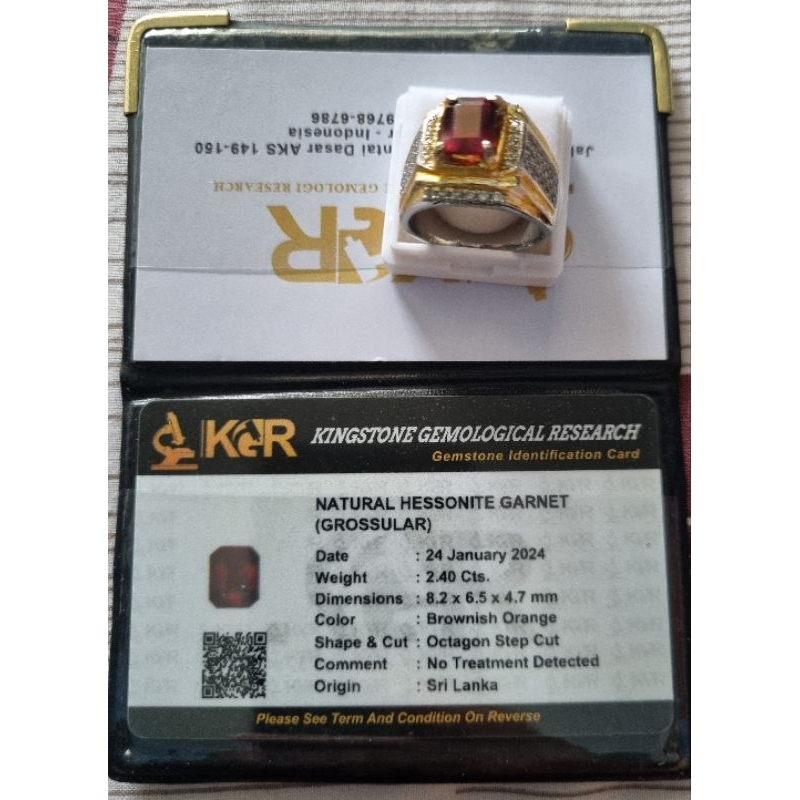 9768-6786
r - Indonesia
ntai Dasar AKS 149-150
GEMOLOGI RESEARCH
KGR
KGR KINGSTONE GEMOLOGICAL RESEARCH
Gemstone Identification Card
NATURAL HESSONITE GARNET
(GROSSULAR)
Date : 24 January 2024
Weight : 2.40 Cts.
Dimensions : 8.2 x 6.5 x 4.7 mm
Color : Brownish Orange
Shape & Cut : Octagon Step Cut
Comment : No Treatment Detected
Origin : Sri Lanka
Please See Term And Condition On Reverse